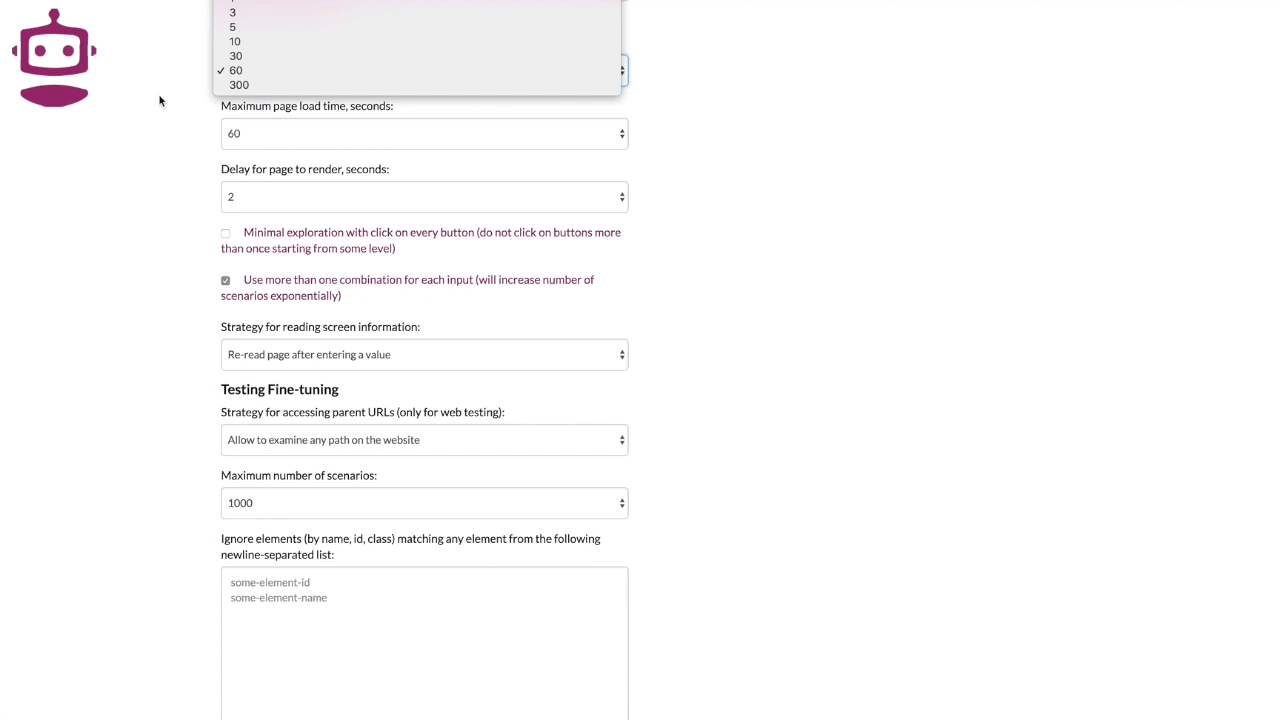 3
5
10
30
✓ 60
300
Maximum page load time, seconds:
60
Delay for page to render, seconds:
2
Minimal exploration with click on every button (do not click on buttons more
than once starting from some level)
Use more than one combination for each input (will increase number of
scenarios exponentially)
Strategy for reading screen information:
Re-read page after entering a value
Testing Fine-tuning
Strategy for accessing parent URLs (only for web testing):
Allow to examine any path on the website
Maximum number of scenarios:
1000
Ignore elements (by name, id, class) matching any element from the following
newline-separated list:
some-element-id
some-element-name